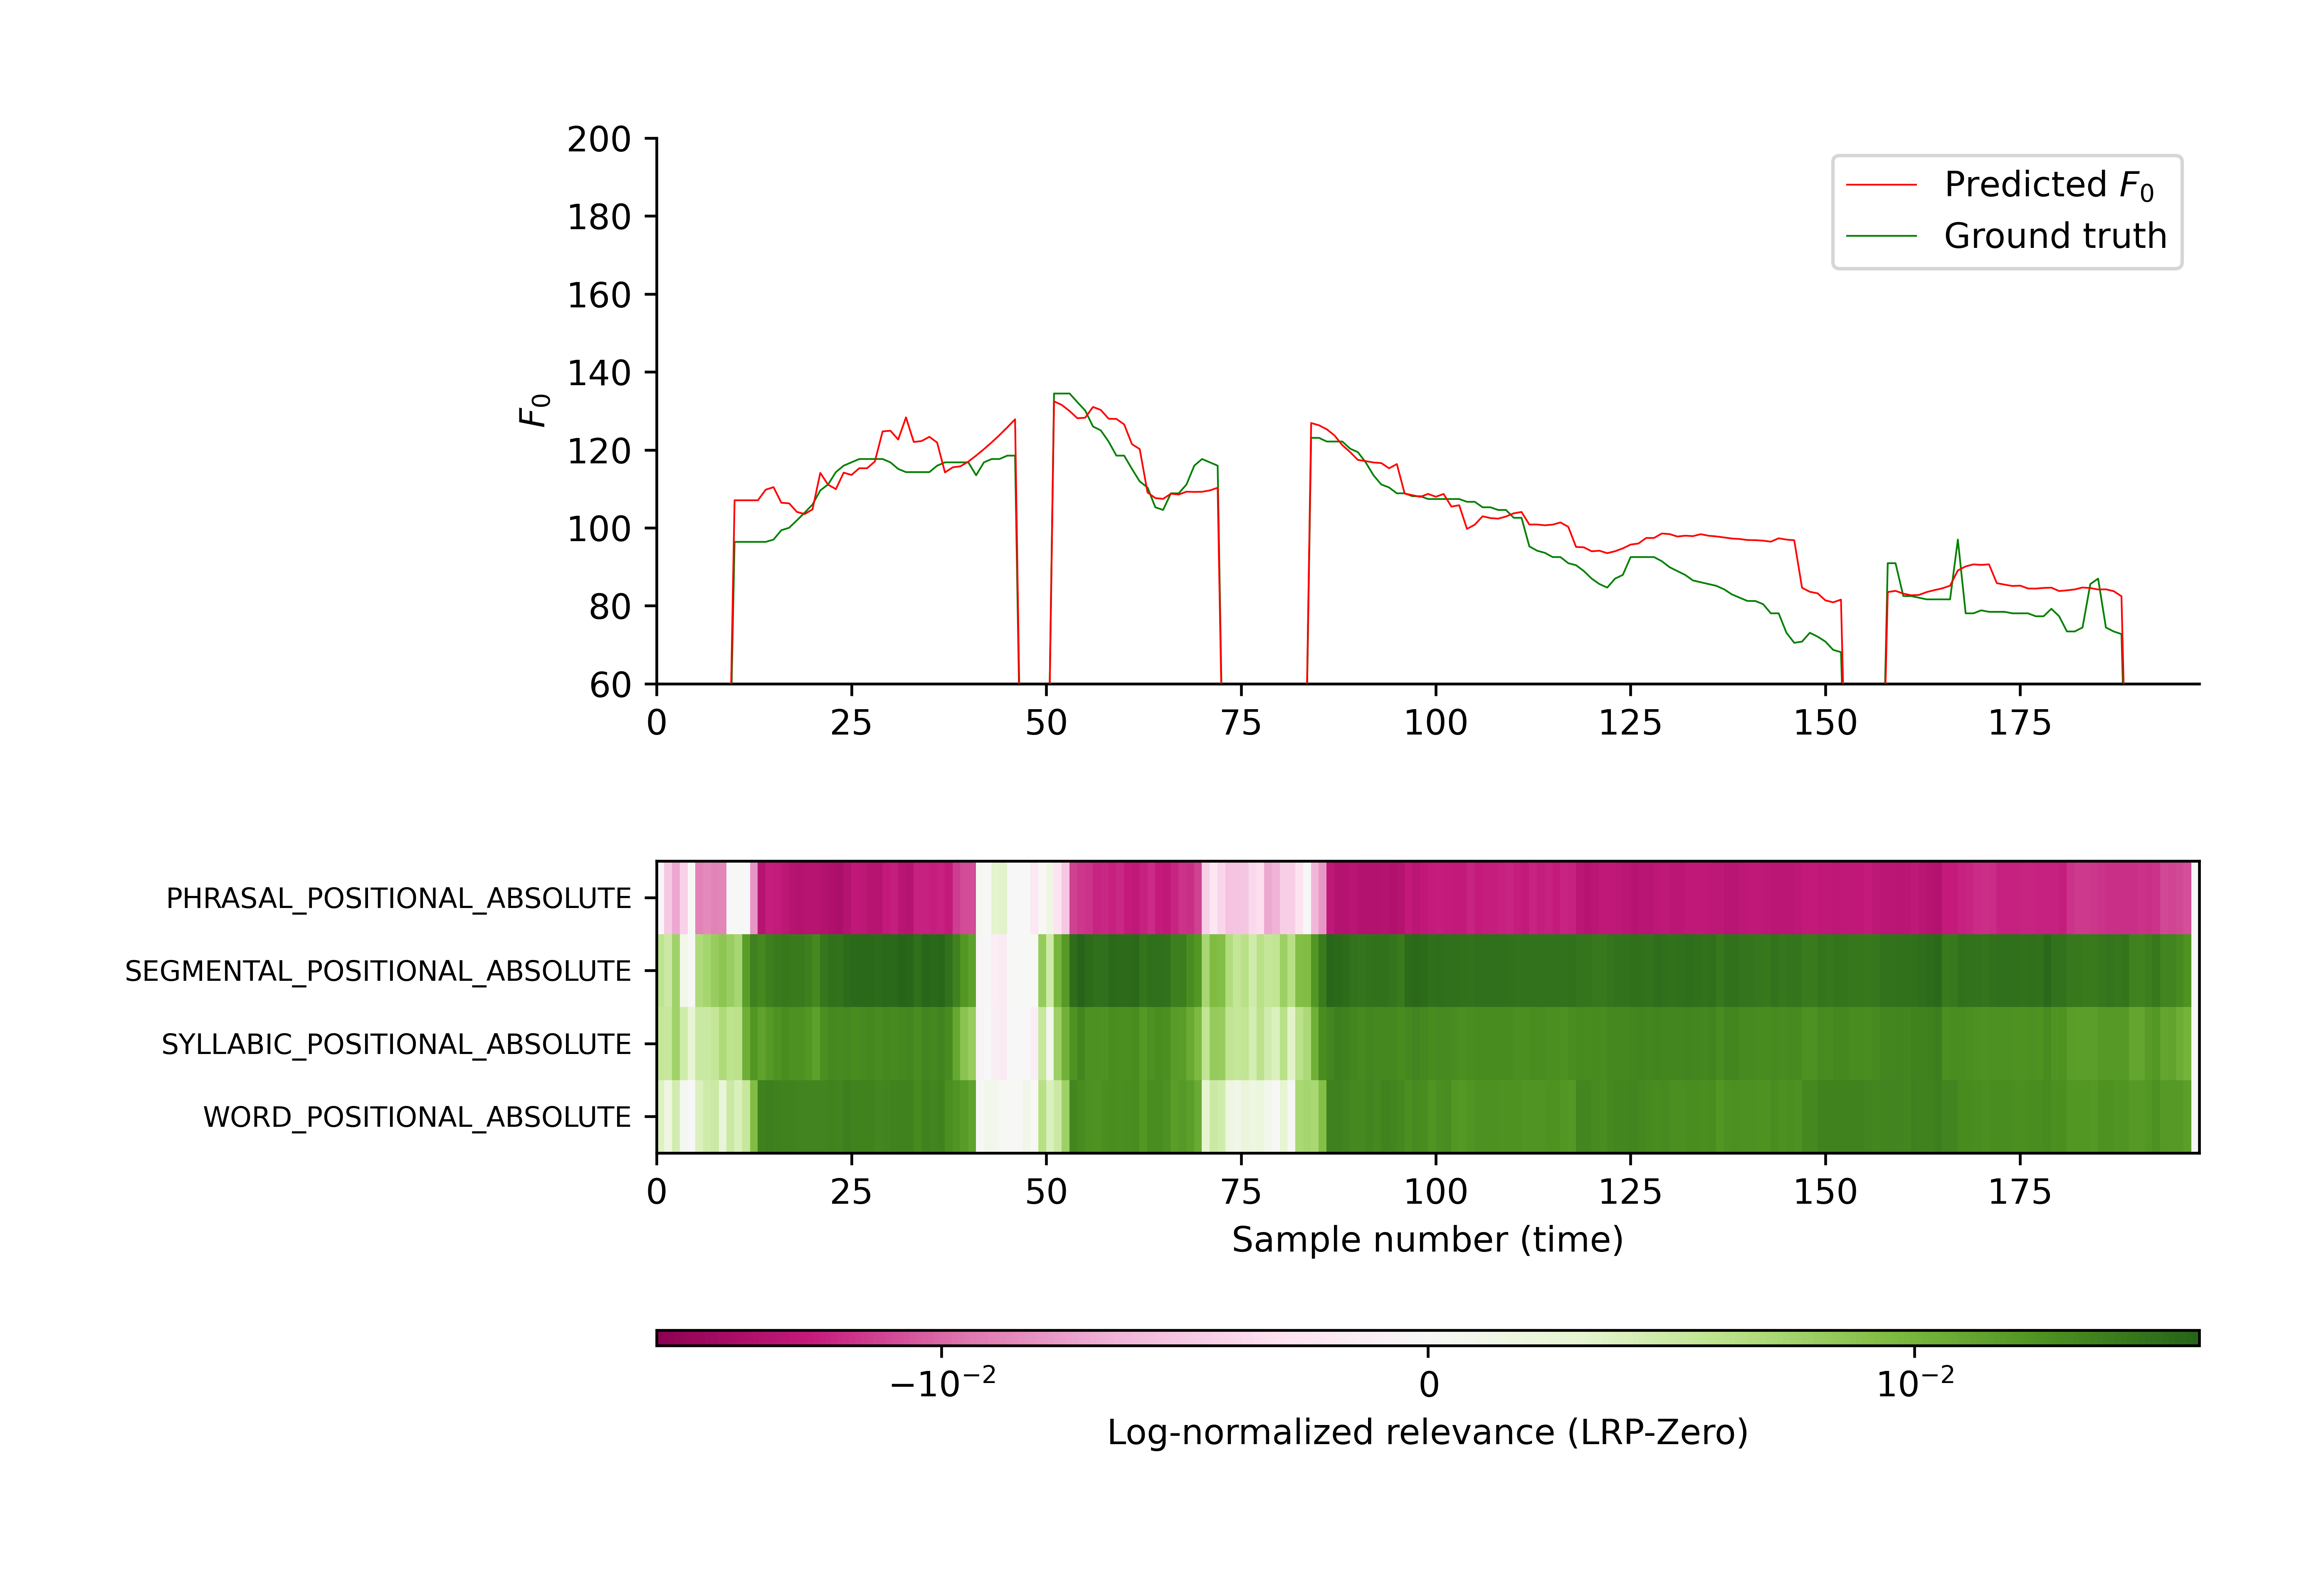 200
180
160
140
120
100
80
60
F₀
Predicted F₀
Ground truth
0 25 50 75 100 125 150 175
PHRASAL_POSITIONAL_ABSOLUTE
SEGMENTAL_POSITIONAL_ABSOLUTE
SYLLABIC_POSITIONAL_ABSOLUTE
WORD_POSITIONAL_ABSOLUTE
0 25 50 75 100 125 150 175
Sample number (time)
−10⁻² 0 10⁻²
Log-normalized relevance (LRP-Zero)